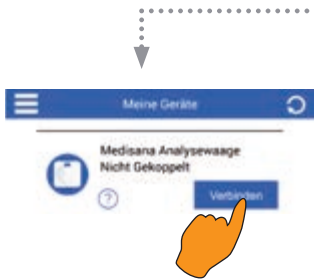 Meine Geräte
Medisana Analysewaage
Nicht Gekoppelt
?
Verbinden